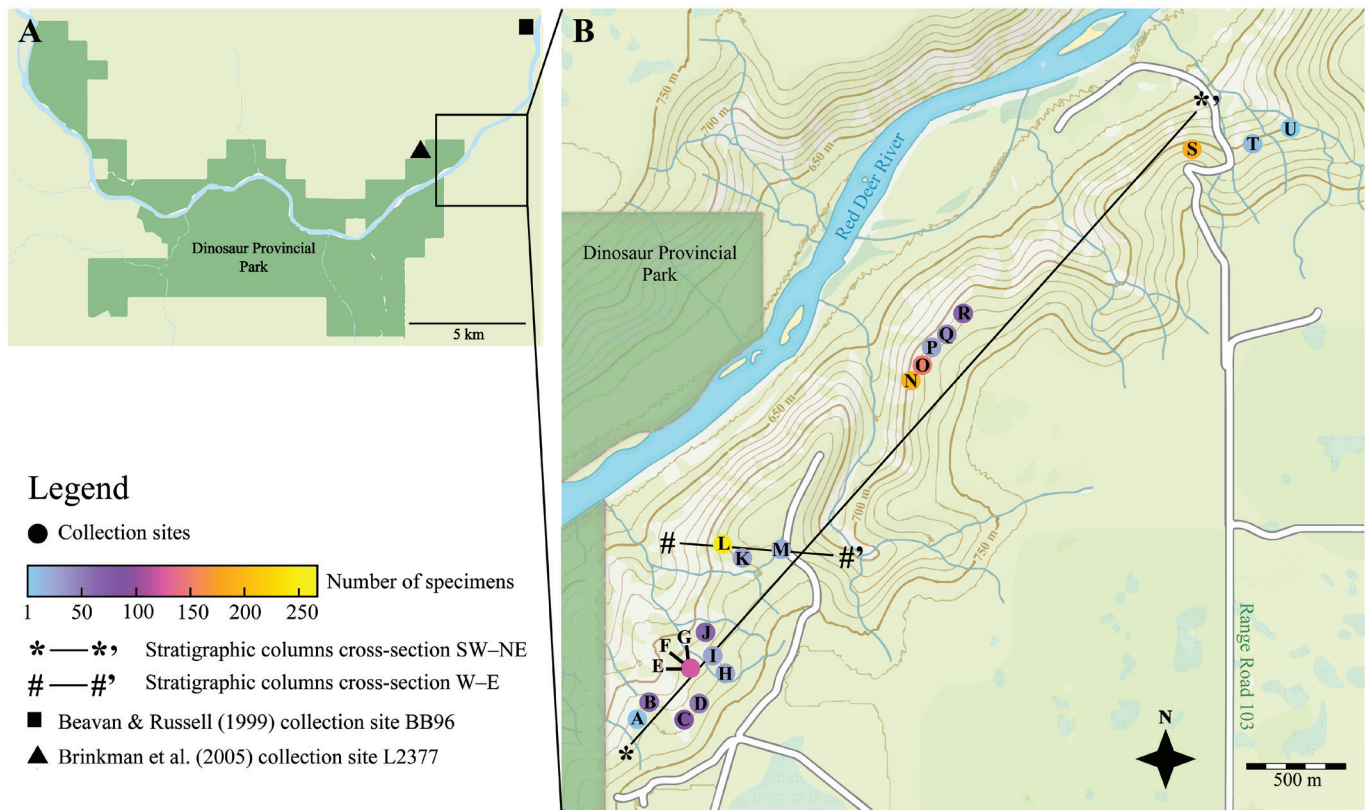 A
Dinosaur Provincial
Park
5 km
Legend
Collection sites
Number of specimens
1 50 100 150 200 250
*—*’ Stratigraphic columns cross-section SW–NE
#—#’ Stratigraphic columns cross-section W–E
Beavan & Russell (1999) collection site BB96
Brinkman et al. (2005) collection site L2377
B
750 m
700 m
650 m
*’
U
T
S
Red Deer River
Dinosaur Provincial
Park
R
Q
P
O
N
650 m
700 m
750 m
#
L
K
M
#’
J
G
F
E
I
H
B
D
A
C
*
Range Road 103
N
500 m